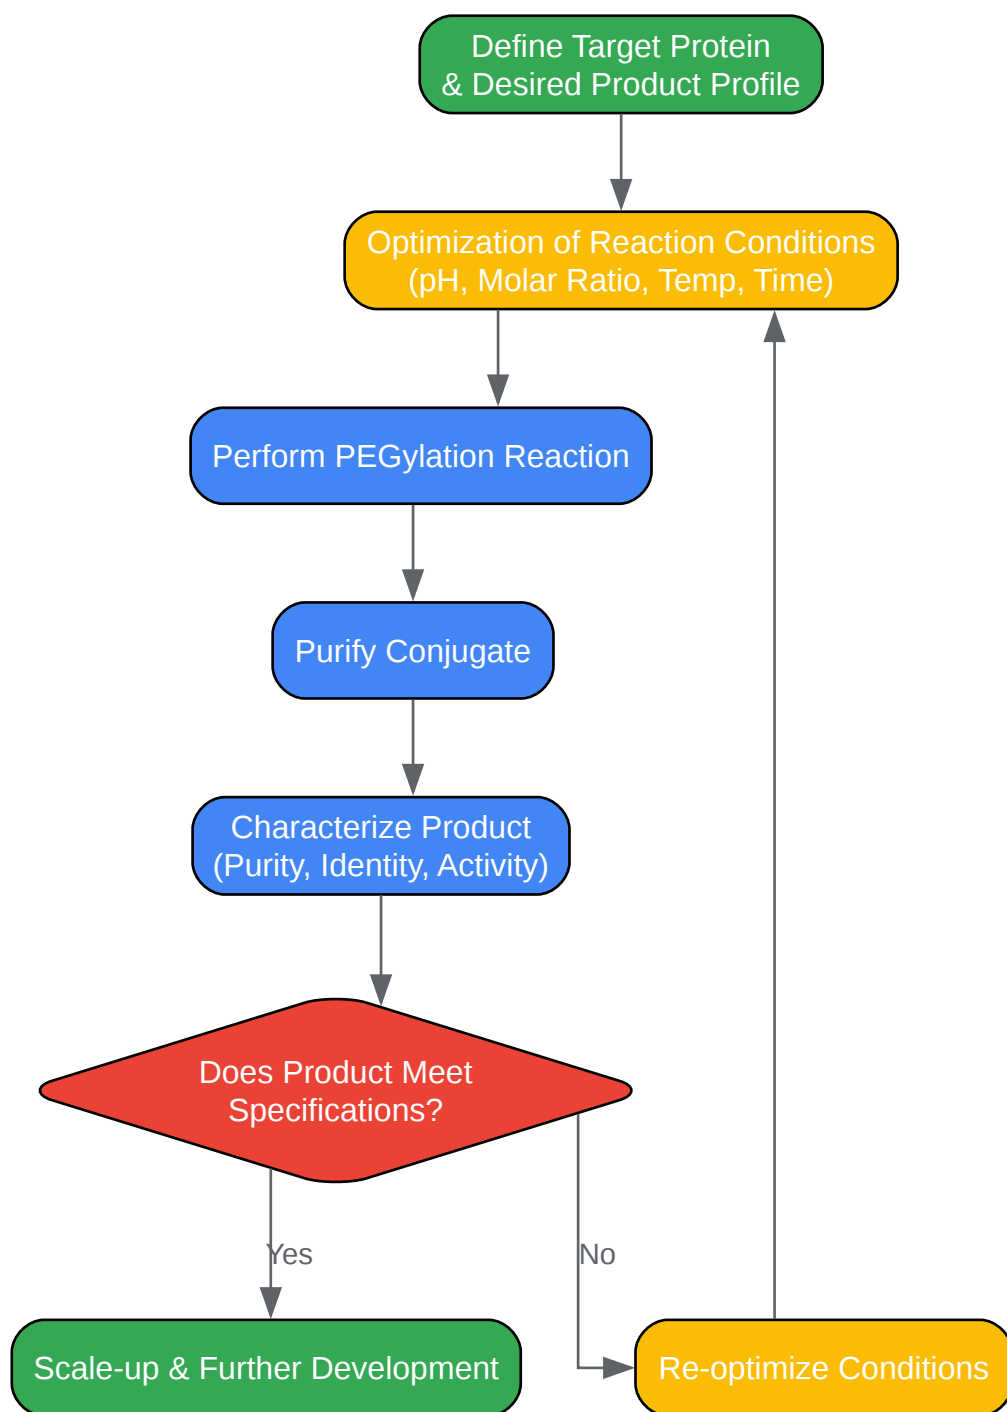 Define Target Protein
& Desired Product Profile
Optimization of Reaction Conditions
(pH, Molar Ratio, Temp, Time)
Perform PEGylation Reaction
Purify Conjugate
Characterize Product
(Purity, Identity, Activity)
Does Product Meet
Specifications?
Yes
No
Scale-up & Further Development
Re-optimize Conditions